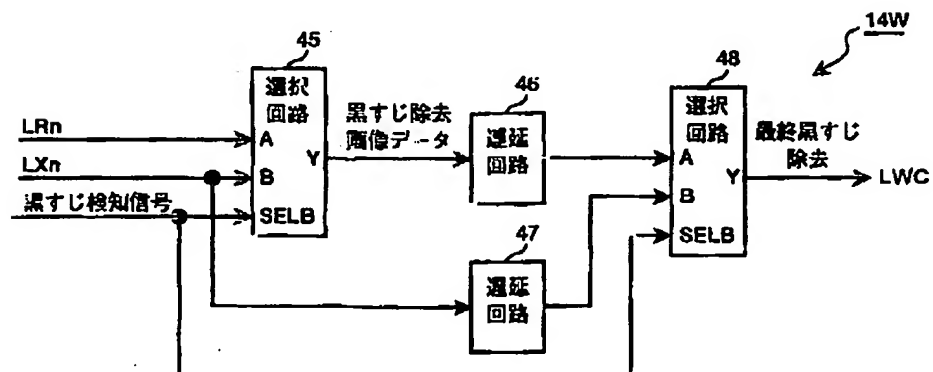 14W
45
選択
回路
LRn
A
LXn
B
Y
黒すじ検知信号
SELB
黒すじ除去
画像データ
46
遅延
回路
47
遅延
回路
48
選択
回路
A
B
Y
SELB
最終黒すじ
除去
LWC